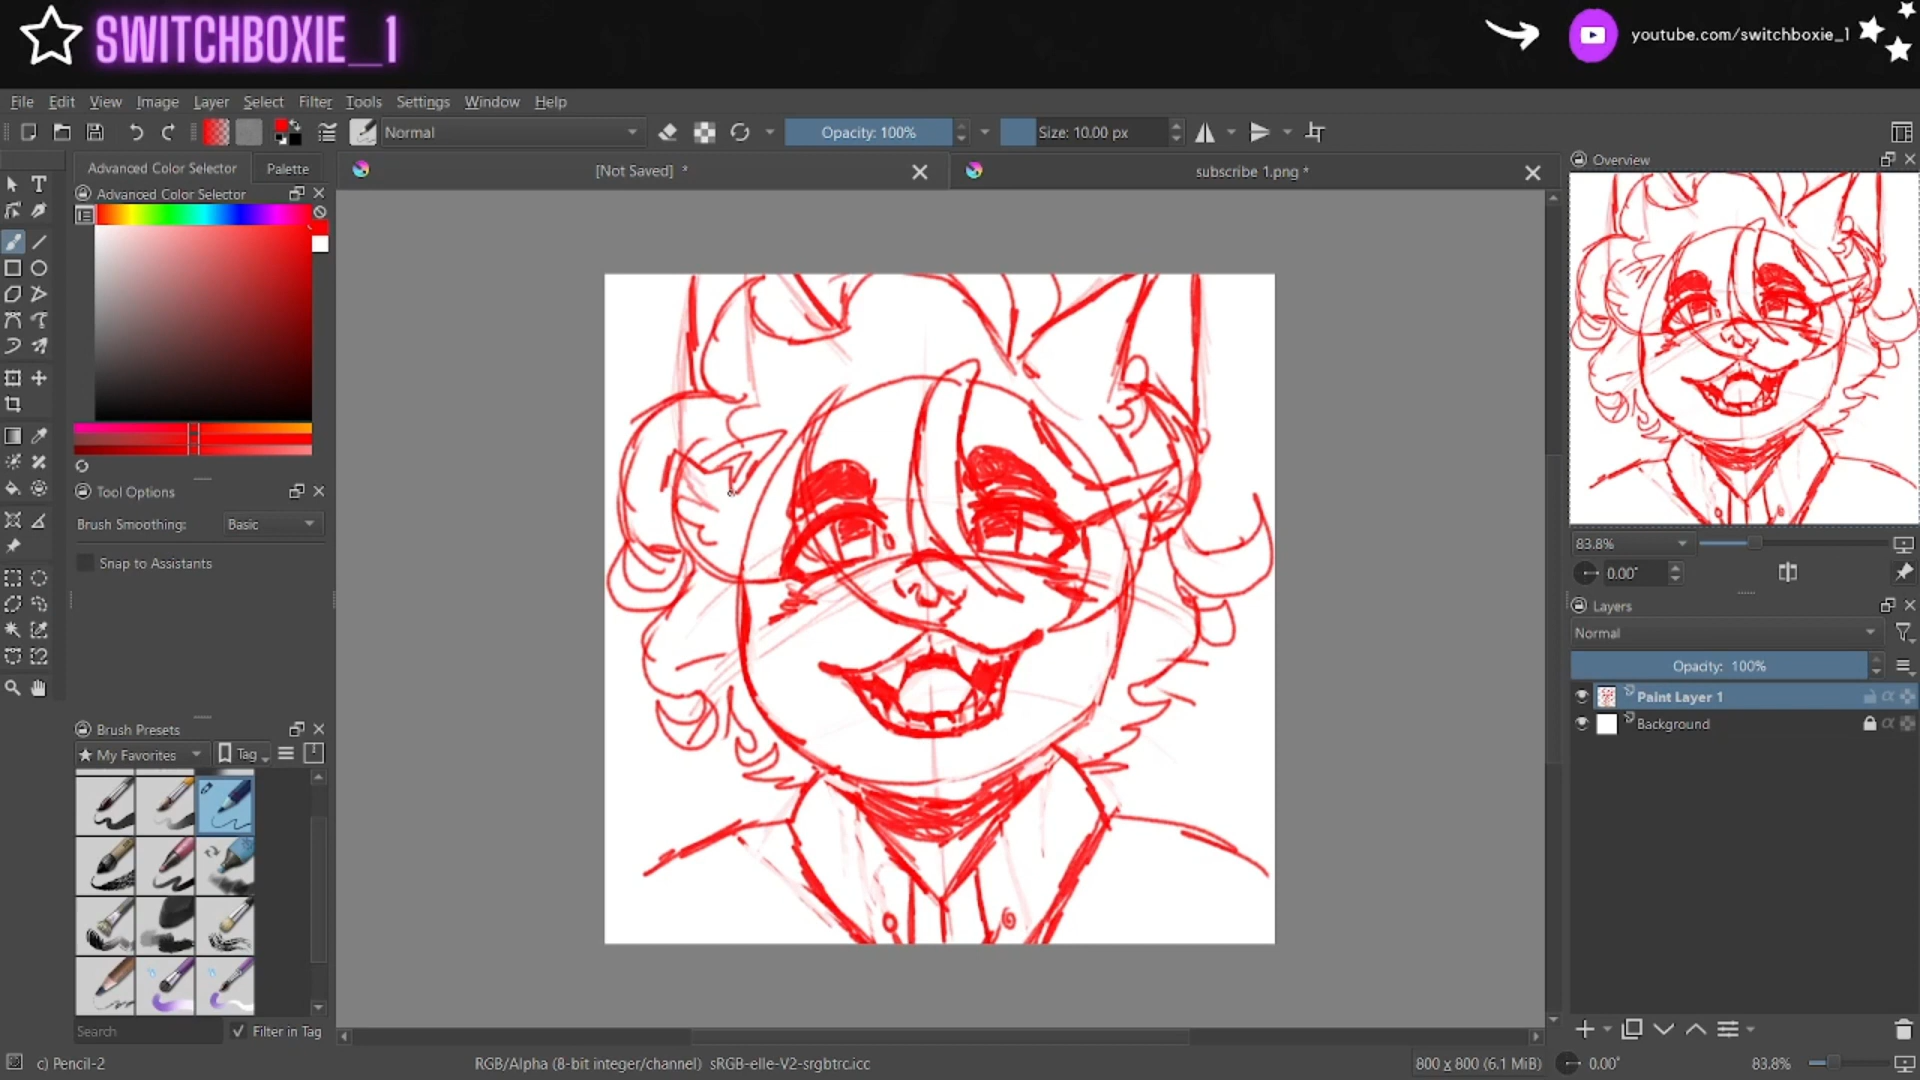 SWITCHBOXIE_1
youtube.com/switchboxie_1
File Edit View Image Layer Select Filter Tools Settings Window Help
Normal
Opacity: 100%
Size: 10.00 px
Advanced Color Selector
Palette
[Not Saved] *
subscribe 1.png *
Overview
Advanced Color Selector
Tool Options
Brush Smoothing:
Basic
Snap to Assistants
83.8%
0.00°
Layers
Normal
Opacity: 100%
Paint Layer 1
Background
Brush Presets
My Favorites
Tag
Search
Filter in Tag
c) Pencil-2
RGB/Alpha (8-bit integer/channel) sRGB-elle-V2-srgbtrc.icc
800 x 800 (6.1 MiB)
0.00°
83.8%